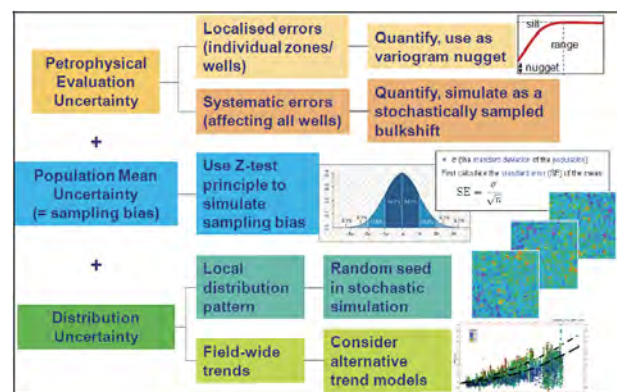 Petrophysical
Evaluation
Uncertainty
Localised errors
(individual zones/
wells)
Quantify, use as
variogram nugget
sill
range
nugget
Systematic errors
(affecting all wells)
Quantify, simulate as a
stochastically sampled
bulkshift
+
Population Mean
Uncertainty
(= sampling bias)
Use Z-test
principle to
simulate
sampling bias
• σ (the standard deviation of the population)
First calculate the standard error (SE) of the mean:
SE = σ / √n
+
Distribution
Uncertainty
Local
distribution
pattern
Random seed
in stochastic
simulation
Field-wide
trends
Consider
alternative
trend models